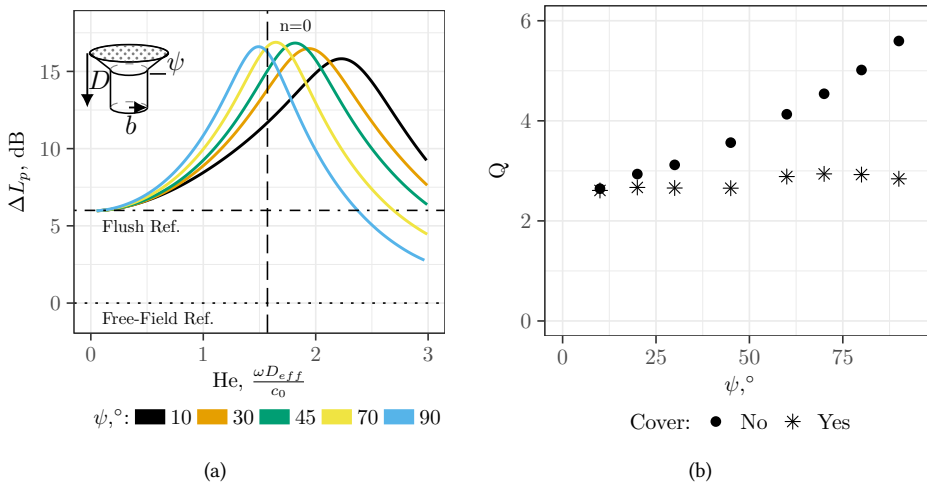 n=0
15
10
5
0
ΔL_p, dB
D
ψ
b
Flush Ref.
Free-Field Ref.
0 1 2 3
He, ωD_eff/c_0
ψ,°: 10 30 45 70 90
(a)
6
4
2
0
Q
0 25 50 75
ψ,°
Cover: No Yes
(b)